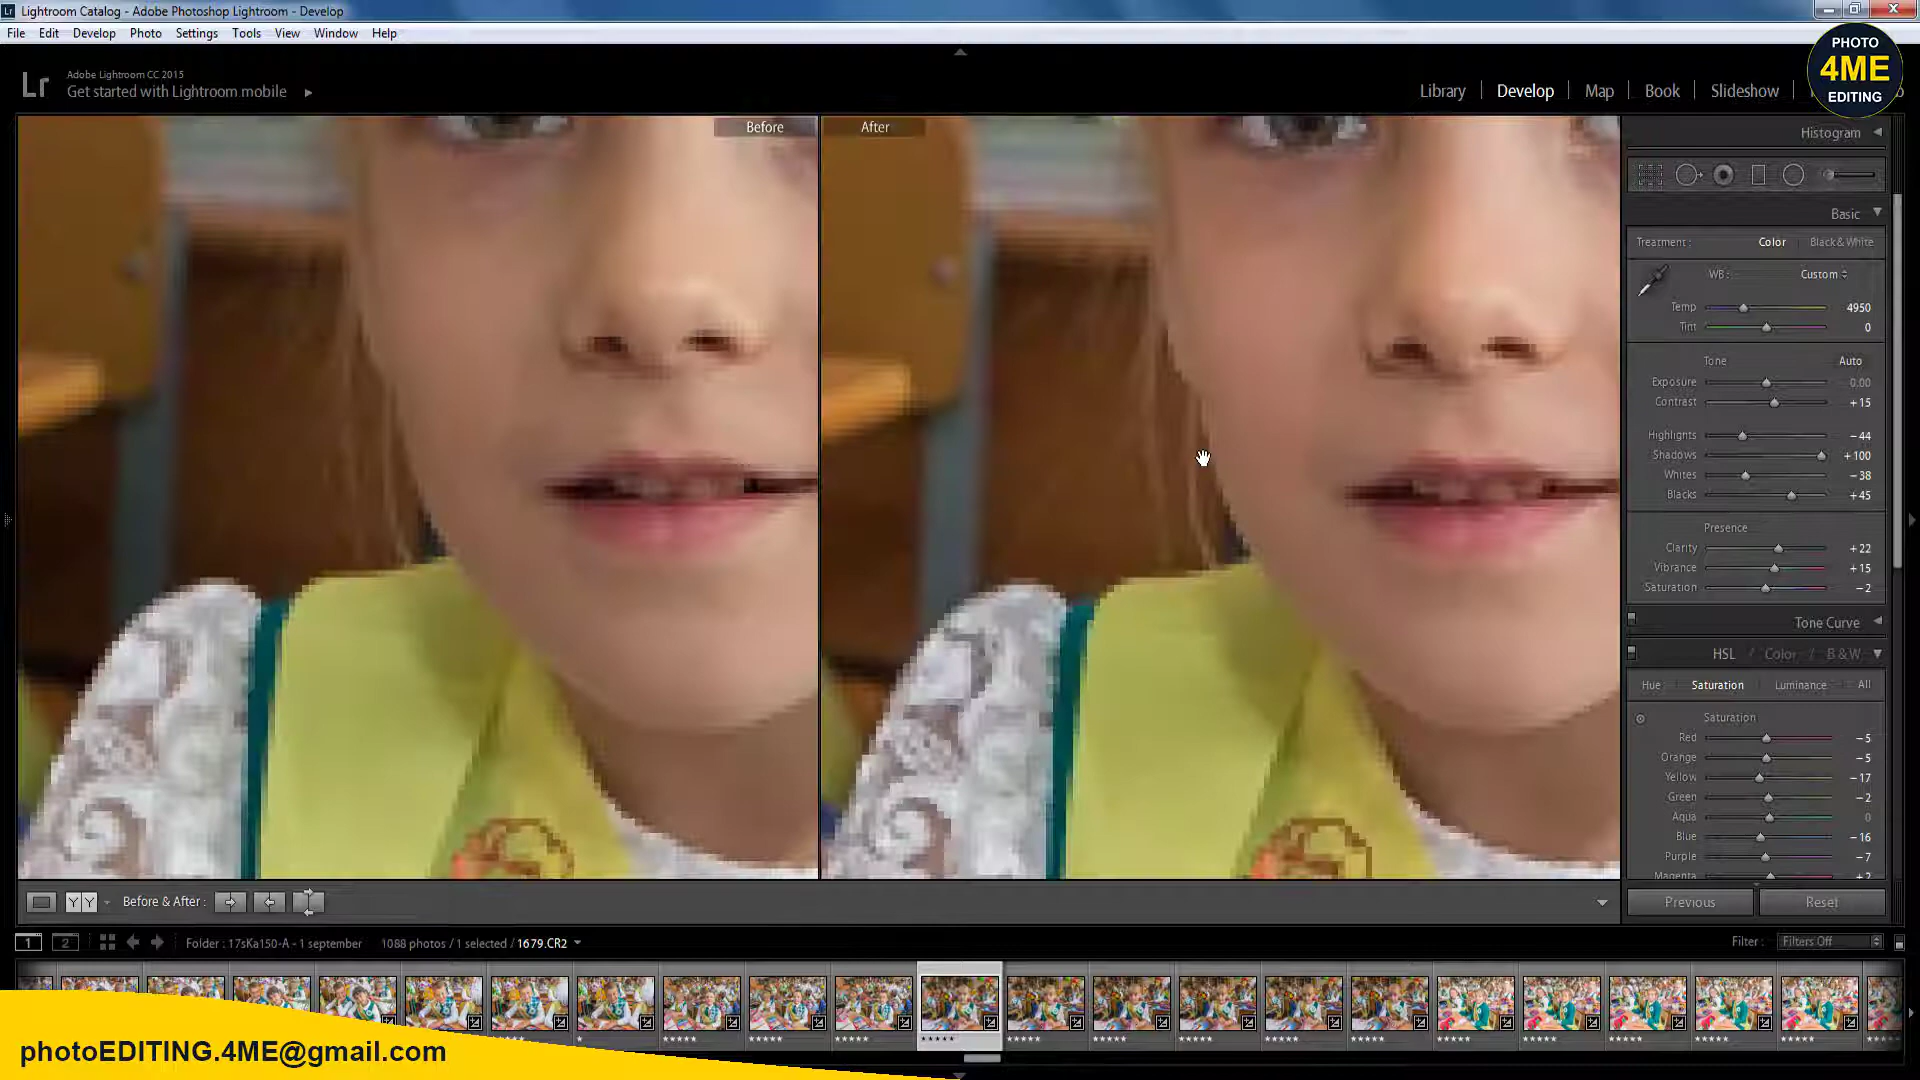 Lightroom Catalog - Adobe Photoshop Lightroom - Develop
File Edit Develop Photo Settings Tools View Window Help
PHOTO
4ME
EDITING
Lr
Adobe Lightroom CC 2015
Get started with Lightroom mobile
Library Develop Map Book Slideshow
Before
After
Histogram
Basic
Treatment : Color Black & White
WB : Custom
Temp 4950
Tint 0
Tone Auto
Exposure 0.00
Contrast +15
Highlights −44
Shadows +100
Whites −38
Blacks +45
Presence
Clarity +22
Vibrance +15
Saturation −2
Tone Curve
HSL / Color / B & W
Hue Saturation Luminance All
Saturation
Red −5
Orange −5
Yellow −17
Green −2
Aqua 0
Blue −16
Purple −7
Magenta +2
YY Before & After :
Previous Reset
1 2 Folder : 17sKa150-A - 1 september 1088 photos / 1 selected / 1679.CR2
Filter : Filters Off
photoEDITING.4ME@gmail.com